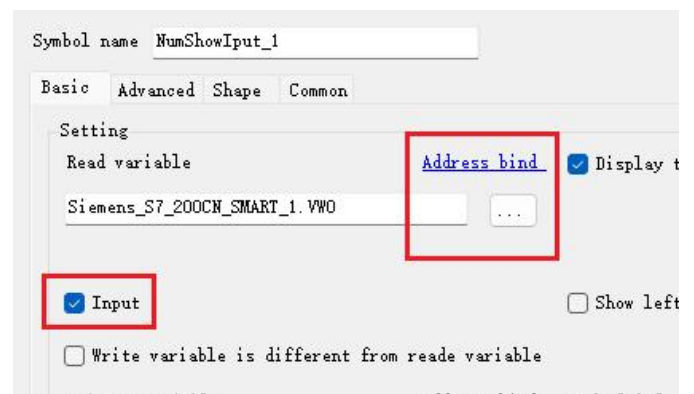 Symbol name NumShowIput_1
Basic Advanced Shape Common
Setting
Read variable Address bind Display t
Siemens_S7_200CN_SMART_1.VW0 ...
Input Show left
Write variable is different from reade variable